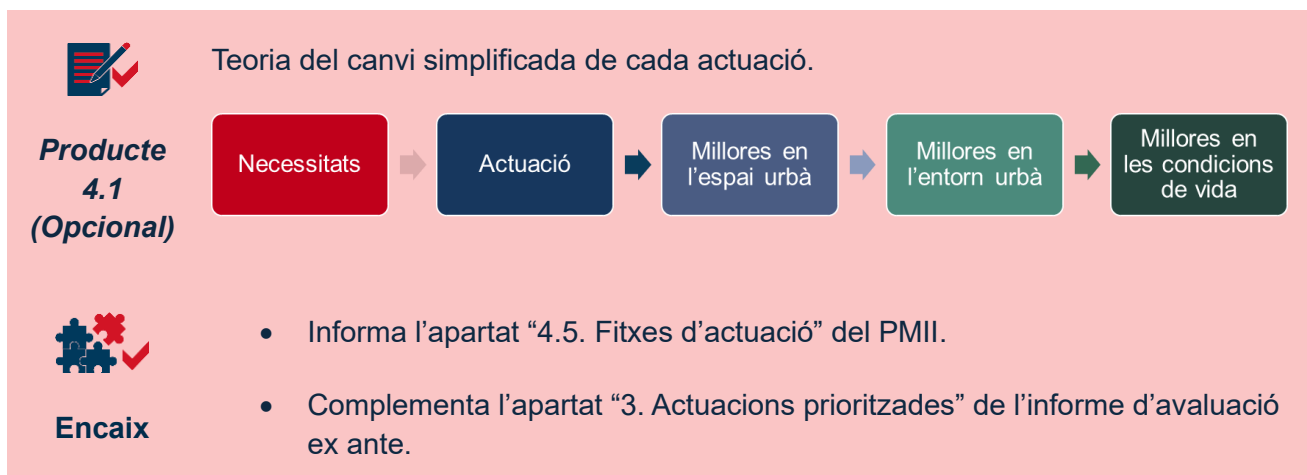 Teoria del canvi simplificada de cada actuació.
Producte
4.1
(Opcional)
Necessitats
Actuació
Millores en
l'espai urbà
Millores en
l'entorn urbà
Millores en
les condicions
de vida
Encaix
• Informa l'apartat “4.5. Fitxes d'actuació” del PMII.
• Complementa l'apartat “3. Actuacions prioritzades” de l'informe d'avaluació
ex ante.